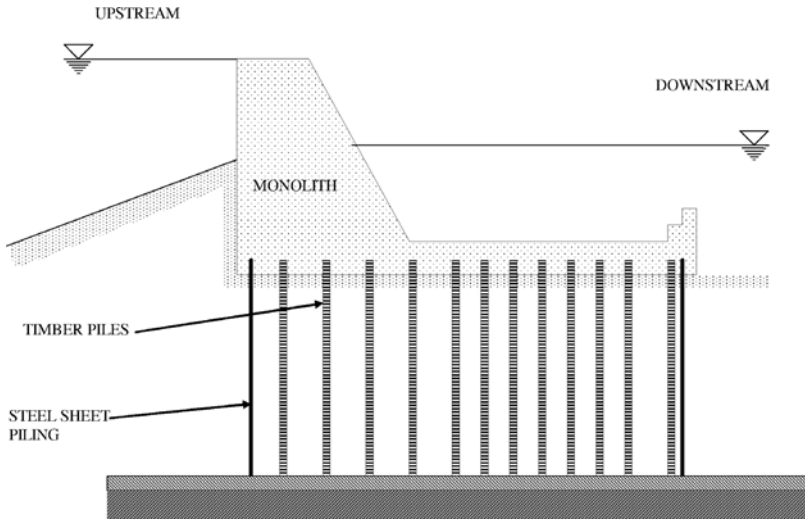 UPSTREAM
DOWNSTREAM
MONOLITH
TIMBER PILES
STEEL SHEET
PILING